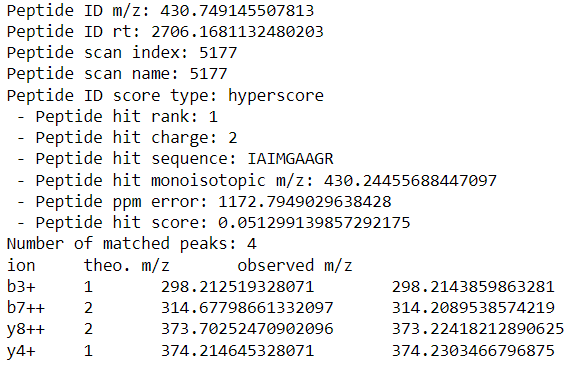 Peptide ID m/z: 430.749145507813
Peptide ID rt: 2706.1681132480203
Peptide scan index: 5177
Peptide scan name: 5177
Peptide ID score type: hyperscore
- Peptide hit rank: 1
- Peptide hit charge: 2
- Peptide hit sequence: IAIMGAAGR
- Peptide hit monoisotopic m/z: 430.24455688447097
- Peptide ppm error: 1172.7949029638428
- Peptide hit score: 0.051299139857292175
Number of matched peaks: 4
ion theo. m/z observed m/z
b3+ 1 298.212519328071 298.2143859863281
b7++ 2 314.67798661332097 314.2089538574219
y8++ 2 373.70252470902096 373.22418212890625
y4+ 1 374.214645328071 374.2303466796875